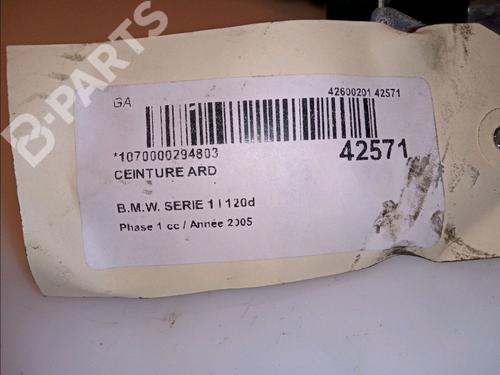 B-PARTS
GA
42600201 42571
*1070000294803
42571
CEINTURE ARD
B.M.W. SERIE 1 I 120d
Phase 1 cc / Année 2005